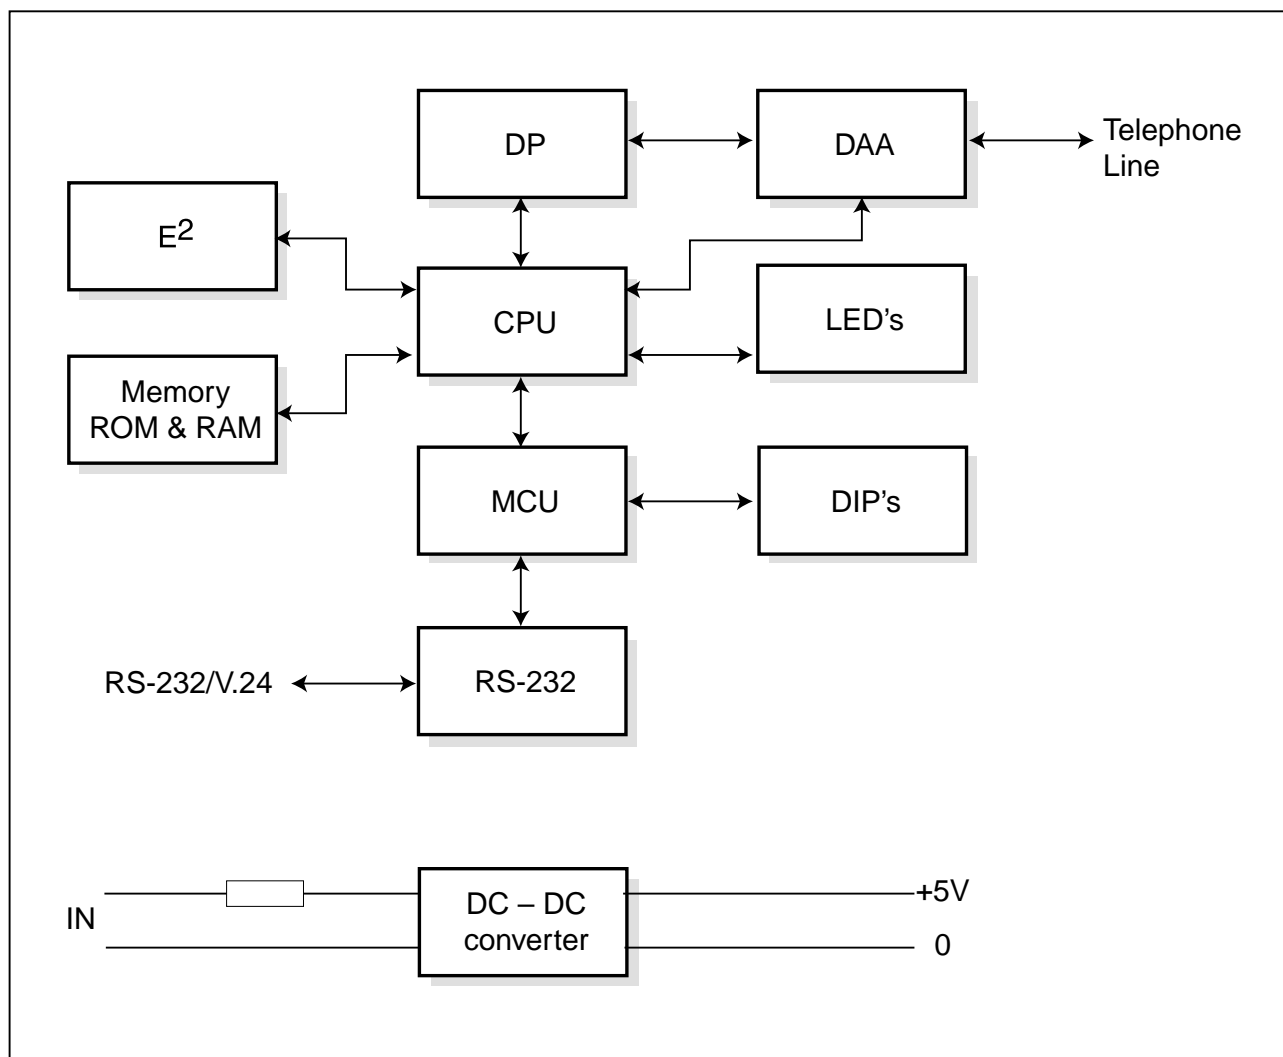 DP
DAA
Telephone
Line
E²
CPU
LED’s
Memory
ROM & RAM
MCU
DIP’s
RS-232/V.24
RS-232
IN
DC – DC
converter
+5V
0